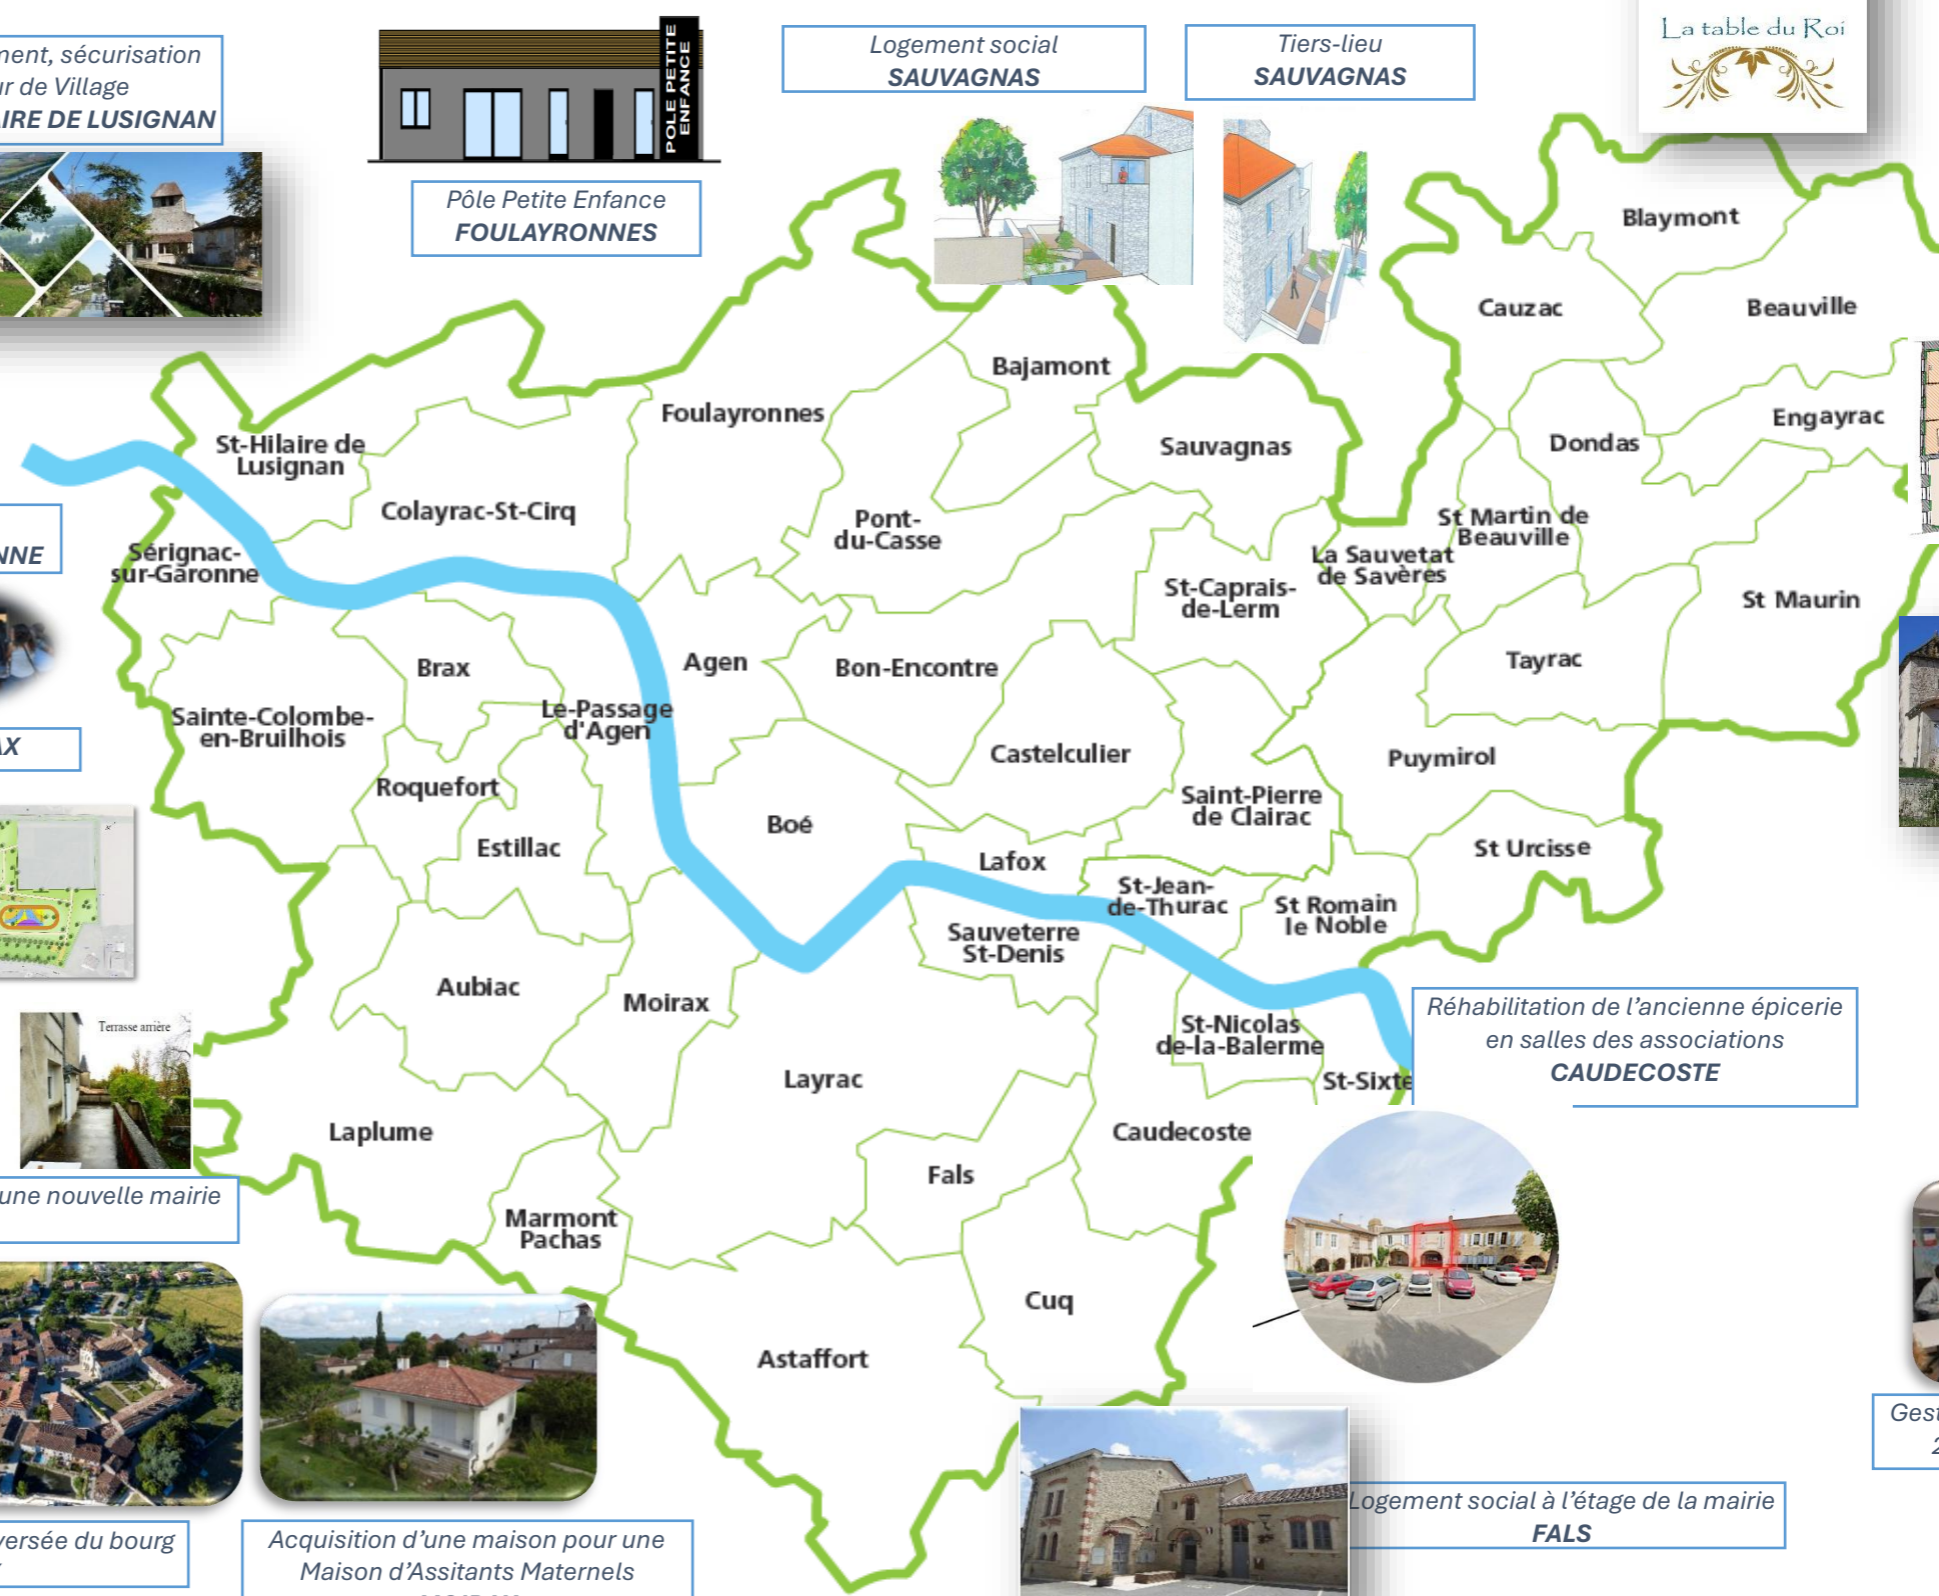 La table du Roi
sécurisation
de Village
DE LUSIGNAN
POLE PETITE
ENFANCE
Pôle Petite Enfance
FOULAYRONNES
Logement social
SAUVAGNAS
Tiers-lieu
SAUVAGNAS
Blaymont
Cauzac
Beauville
Bajamont
Foulayronnes
Engayrac
St-Hilaire de
Lusignan
Sauvagnas
Dondas
Colayrac-St-Cirq
Pont-
du-Casse
St Martin de
Beauville
Sérignac-
sur-Garonne
La Sauvetat
de Savères
St-Caprais-
de-Lerm
St Maurin
Brax
Agen
Bon-Encontre
Tayrac
Sainte-Colombe-
en-Bruilhois
Le-Passage
d'Agen
Castelculier
Puymirol
Roquefort
Saint-Pierre
de Clairac
Boé
Estillac
Lafox
St Urcisse
St-Jean-
de-Thurac
St Romain
le Noble
Sauveterre
St-Denis
Aubiac
Moirax
St-Nicolas
de-la-Balerme
Layrac
St-Sixte
Réhabilitation de l'ancienne épicerie
en salles des associations
CAUDECOSTE
Terrasse arrière
Laplume
Caudecoste
Fals
une nouvelle mairie
Marmont
Pachas
Cuq
Astaffort
du bourg
Acquisition d'une maison pour une
Maison d'Assitants Maternels
Logement social à l'étage de la mairie
FALS